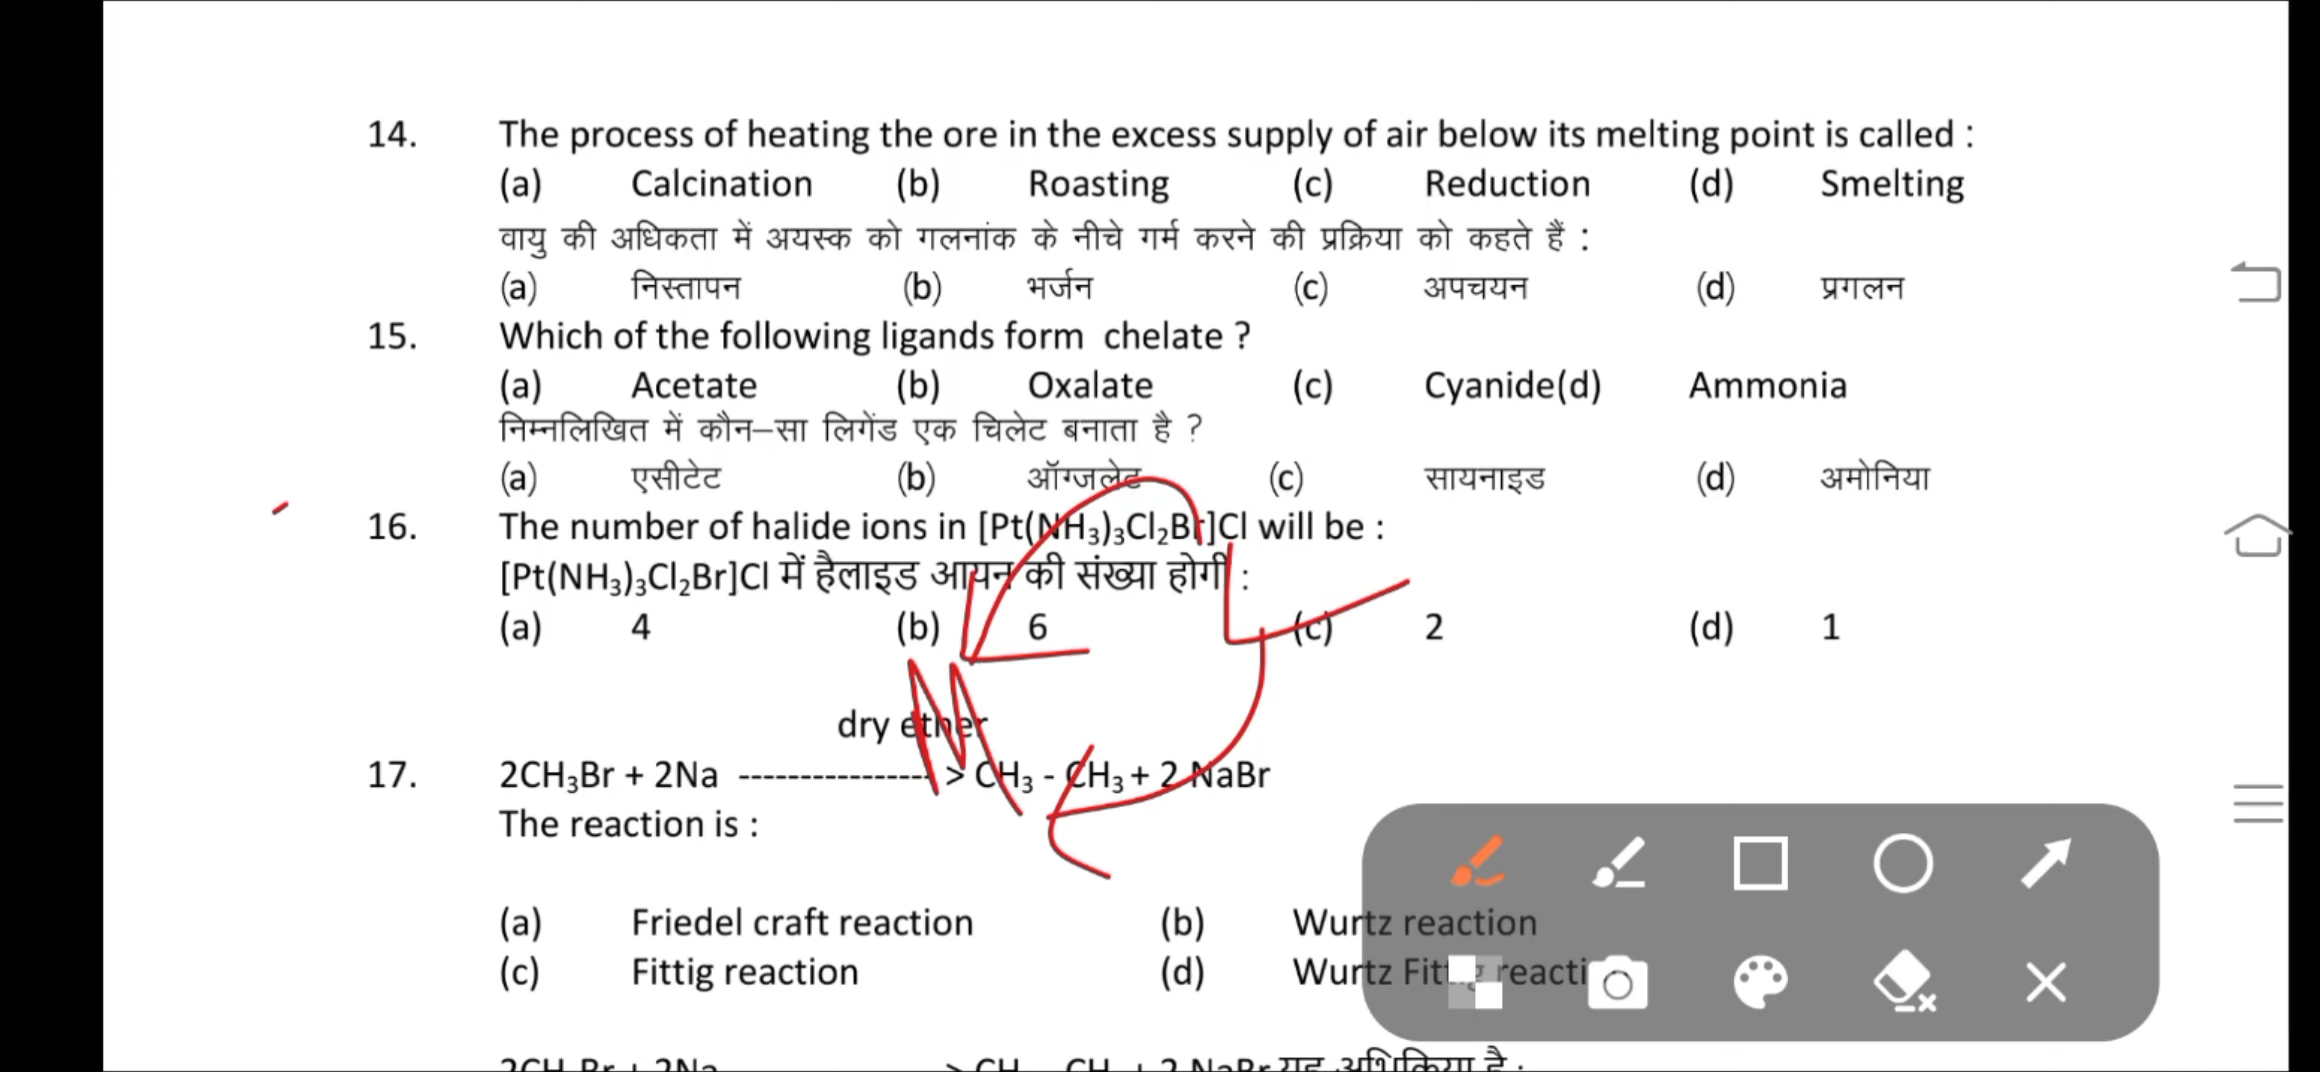 14. The process of heating the ore in the excess supply of air below its melting point is called :
(a) Calcination (b) Roasting (c) Reduction (d) Smelting
वायु की अधिकता में अयस्क को गलनांक के नीचे गर्म करने की प्रक्रिया को कहते हैं :
(a) निस्तापन (b) भर्जन (c) अपचयन (d) प्रगलन
15. Which of the following ligands form chelate ?
(a) Acetate (b) Oxalate (c) Cyanide(d) Ammonia
निम्नलिखित में कौन–सा लिगेंड एक चिलेट बनाता है ?
(a) एसीटेट (b) ऑग्जलेट (c) सायनाइड (d) अमोनिया
16. The number of halide ions in [Pt(NH₃)₃Cl₂Br]Cl will be :
[Pt(NH₃)₃Cl₂Br]Cl में हैलाइड आयन की संख्या होगी :
(a) 4 (b) 6 (c) 2 (d) 1
dry ether
17. 2CH₃Br + 2Na ----------------> CH₃ - CH₃ + 2 NaBr
The reaction is :
(a) Friedel craft reaction (b) Wurtz reaction
(c) Fittig reaction (d) Wurtz Fittig reacti